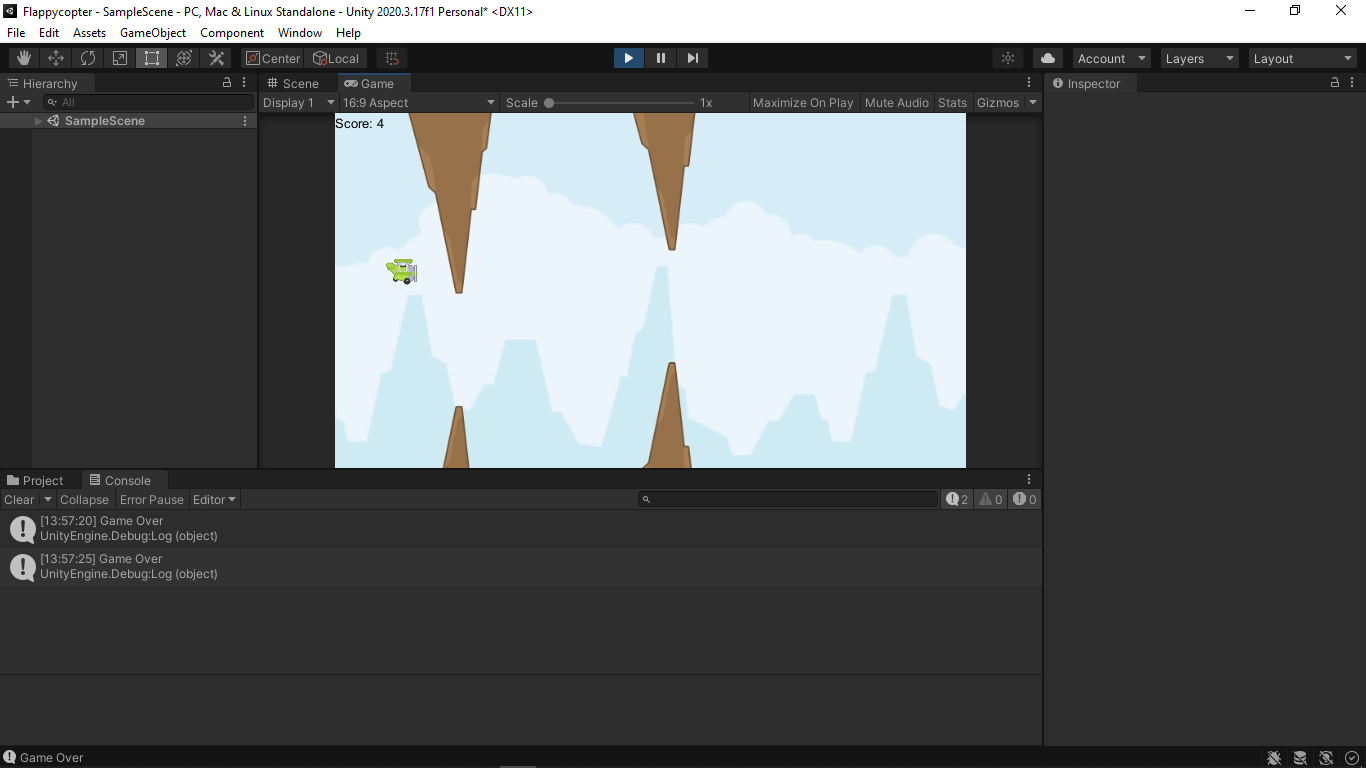 Flappycopter - SampleScene - PC, Mac & Linux Standalone - Unity 2020.3.17f1 Personal* <DX11>
File Edit Assets GameObject Component Window Help
Center Local Account Layers Layout
Hierarchy Scene Game Inspector
All Display 1 16:9 Aspect Scale 1x Maximize On Play Mute Audio Stats Gizmos
SampleScene
Score: 4
Project Console
Clear Collapse Error Pause Editor 2 0 0
[13:57:20] Game Over
UnityEngine.Debug:Log (object)
[13:57:25] Game Over
UnityEngine.Debug:Log (object)
Game Over